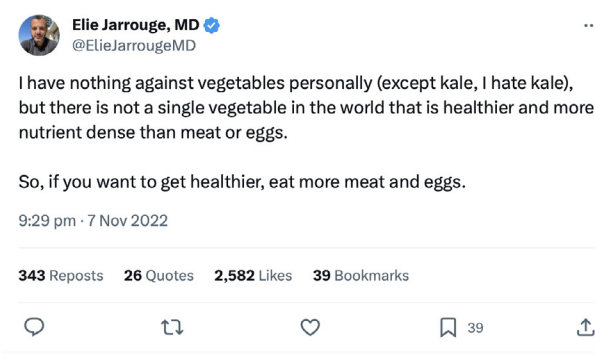 Elie Jarrouge, MD
@ElieJarrougeMD
I have nothing against vegetables personally (except kale, I hate kale),
but there is not a single vegetable in the world that is healthier and more
nutrient dense than meat or eggs.
So, if you want to get healthier, eat more meat and eggs.
9:29 pm · 7 Nov 2022
343 Reposts 26 Quotes 2,582 Likes 39 Bookmarks
39